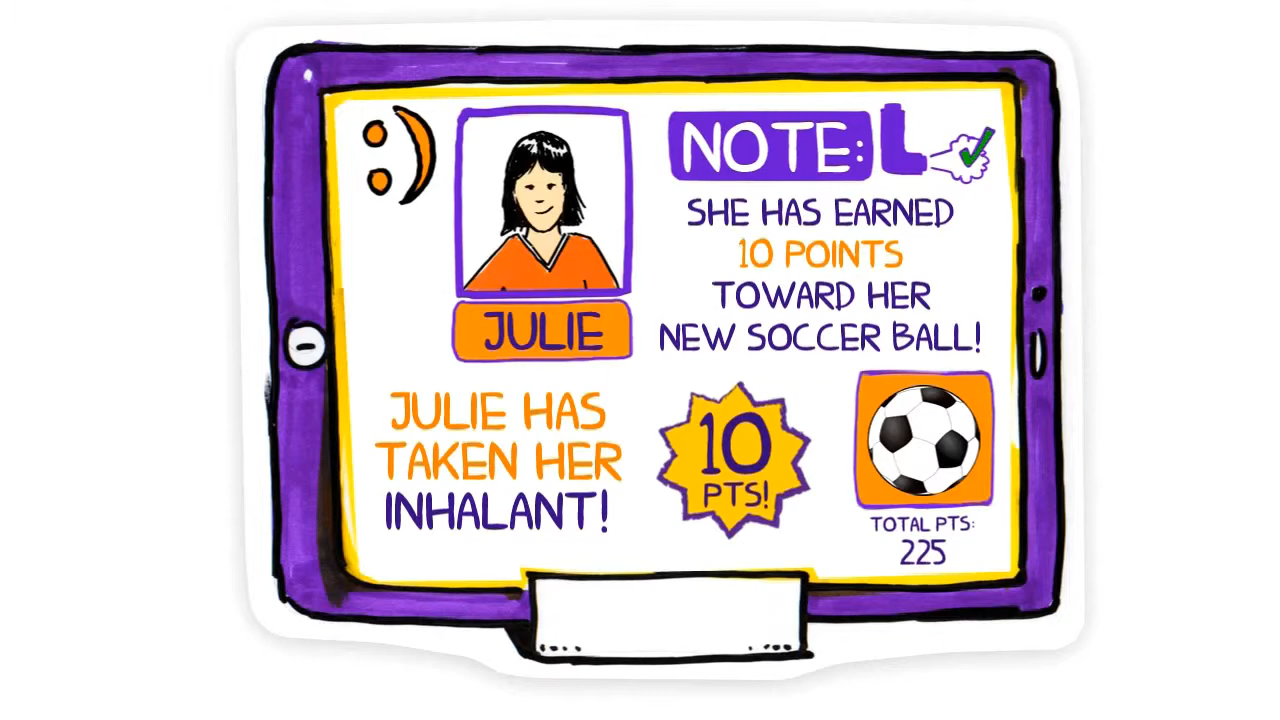 NOTE:
SHE HAS EARNED
10 POINTS
TOWARD HER
NEW SOCCER BALL!
JULIE
JULIE HAS
TAKEN HER
INHALANT!
10
PTS!
TOTAL PTS:
225